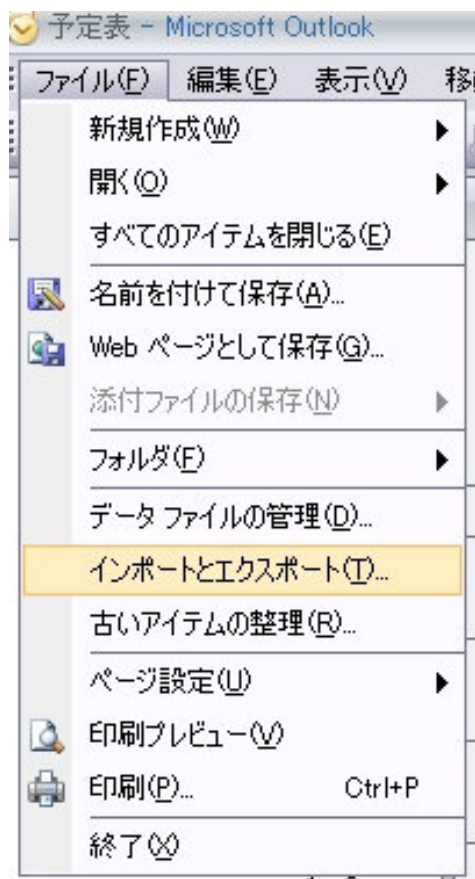 予定表 - Microsoft Outlook
ファイル(F) 編集(E) 表示(V)
新規作成(W)
開く(O)
すべてのアイテムを閉じる(E)
名前を付けて保存(A)...
Web ページとして保存(G)...
添付ファイルの保存(N)
フォルダ(F)
データ ファイルの管理(D)...
インポートとエクスポート(T)...
古いアイテムの整理(R)...
ページ設定(U)
印刷プレビュー(V)
印刷(P)... Ctrl+P
終了(X)